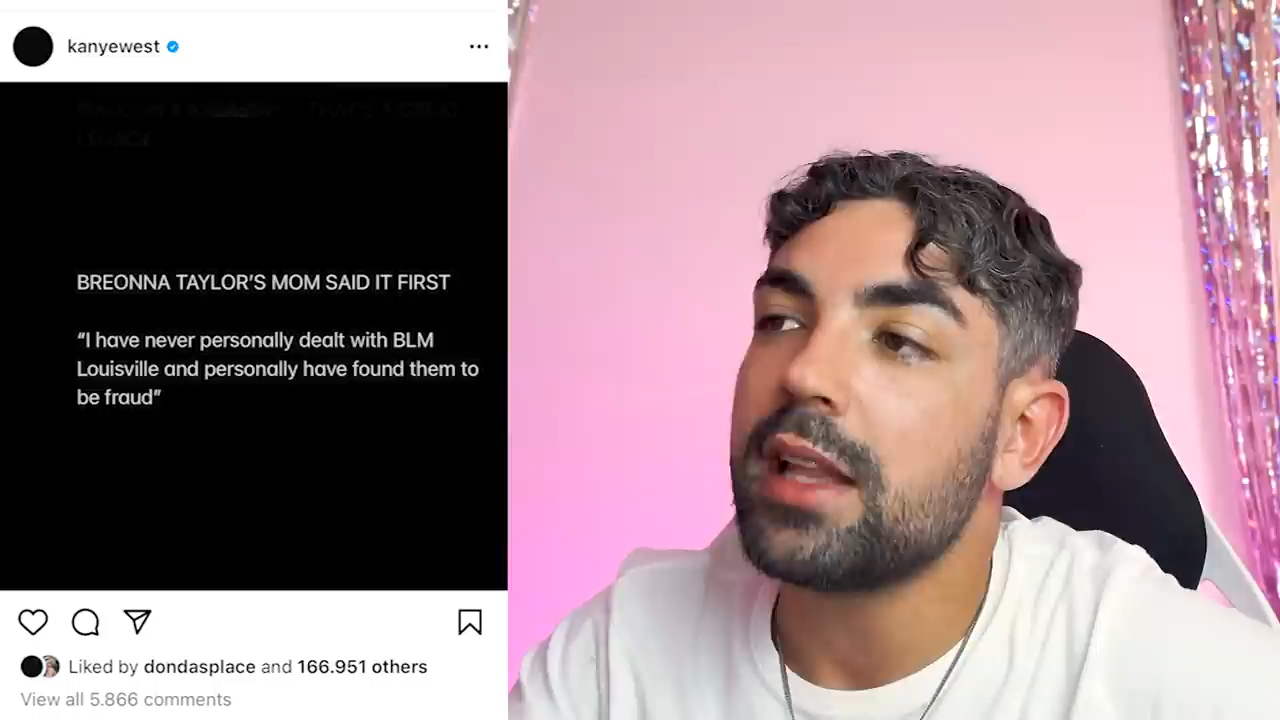 kanyewest
BREONNA TAYLOR'S MOM SAID IT FIRST
“I have never personally dealt with BLM
Louisville and personally have found them to
be fraud”
Liked by dondasplace and 166.951 others
View all 5.866 comments